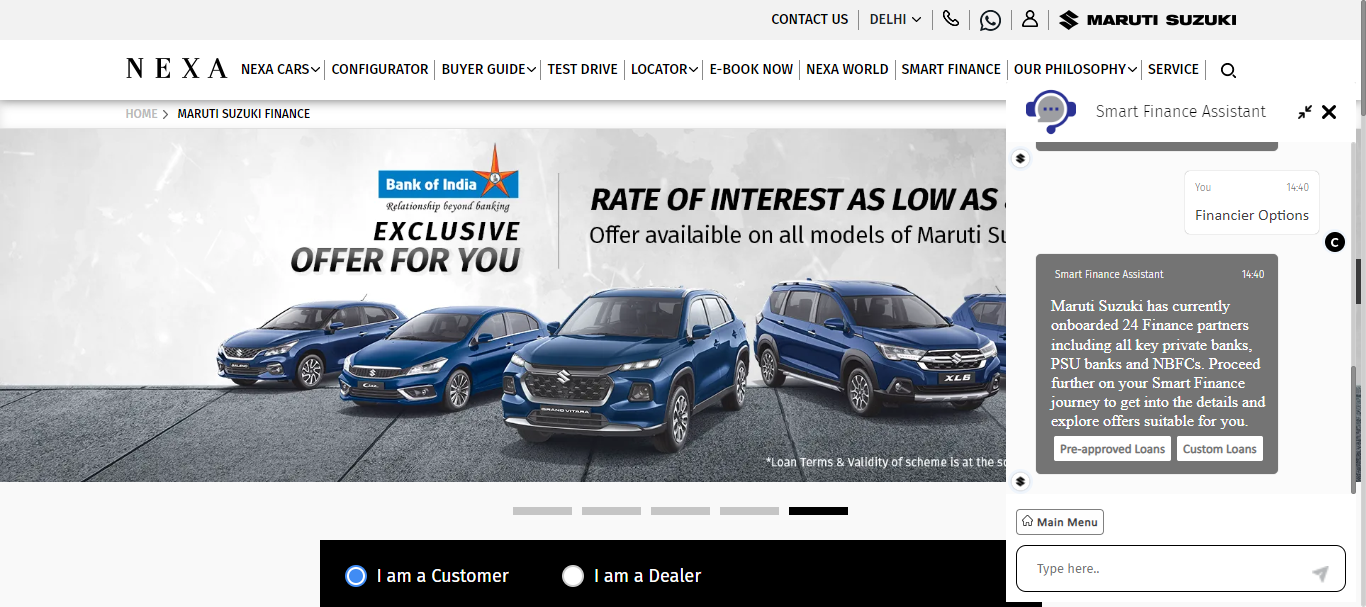 CONTACT US
DELHI
MARUTI SUZUKI
NEXA
NEXA CARS
CONFIGURATOR
BUYER GUIDE
TEST DRIVE
LOCATOR
E-BOOK NOW
NEXA WORLD
SMART FINANCE
OUR PHILOSOPHY
SERVICE
HOME
MARUTI SUZUKI FINANCE
Bank of India
Relationship beyond banking
EXCLUSIVE
OFFER FOR YOU
RATE OF INTEREST AS LOW AS
Offer availaible on all models of Maruti Su
BALENO
CIAZ
GRAND VITARA
XL6
*Loan Terms & Validity of scheme is at the
I am a Customer
I am a Dealer
Smart Finance Assistant
You
14:40
Financier Options
C
Smart Finance Assistant
14:40
Maruti Suzuki has currently
onboarded 24 Finance partners
including all key private banks,
PSU banks and NBFCs. Proceed
further on your Smart Finance
journey to get into the details and
explore offers suitable for you.
Pre-approved Loans
Custom Loans
Main Menu
Type here..